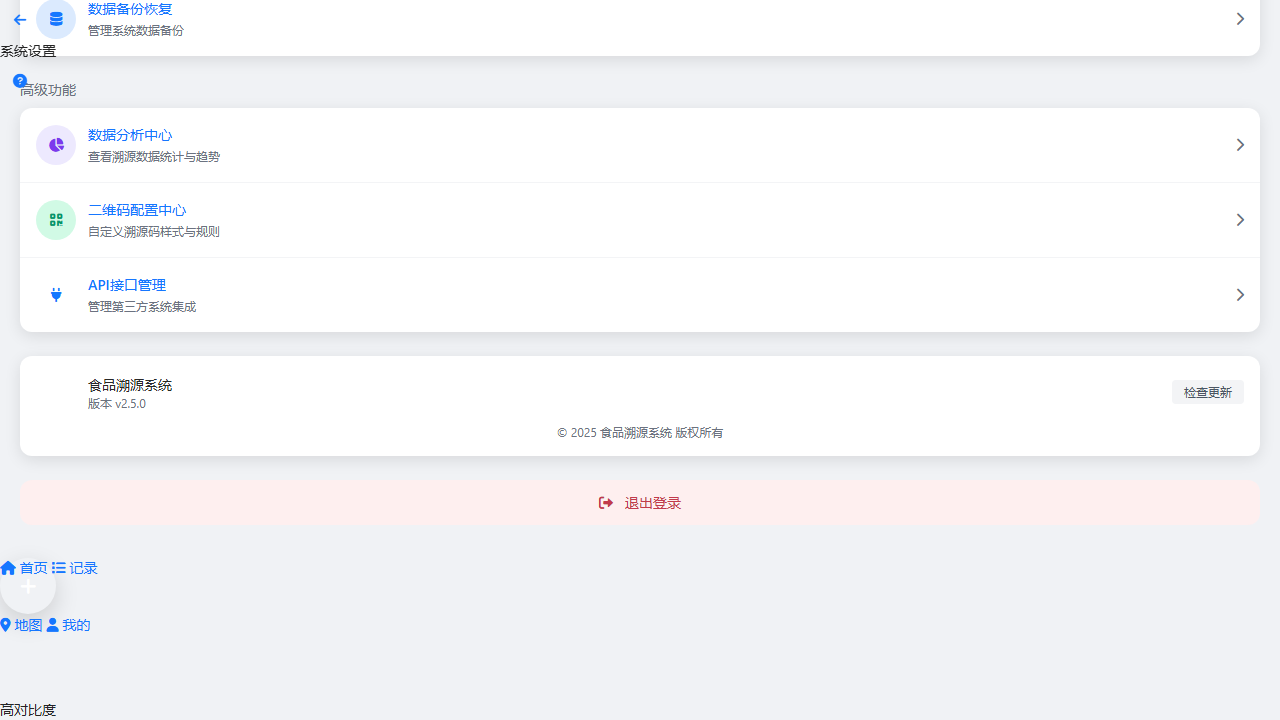 数据备份恢复
管理系统数据备份
系统设置
高级功能
数据分析中心
查看溯源数据统计与趋势
二维码配置中心
自定义溯源码样式与规则
API接口管理
管理第三方系统集成
食品溯源系统
版本 v2.5.0
检查更新
© 2025 食品溯源系统 版权所有
退出登录
首页 记录
地图 我的
高对比度